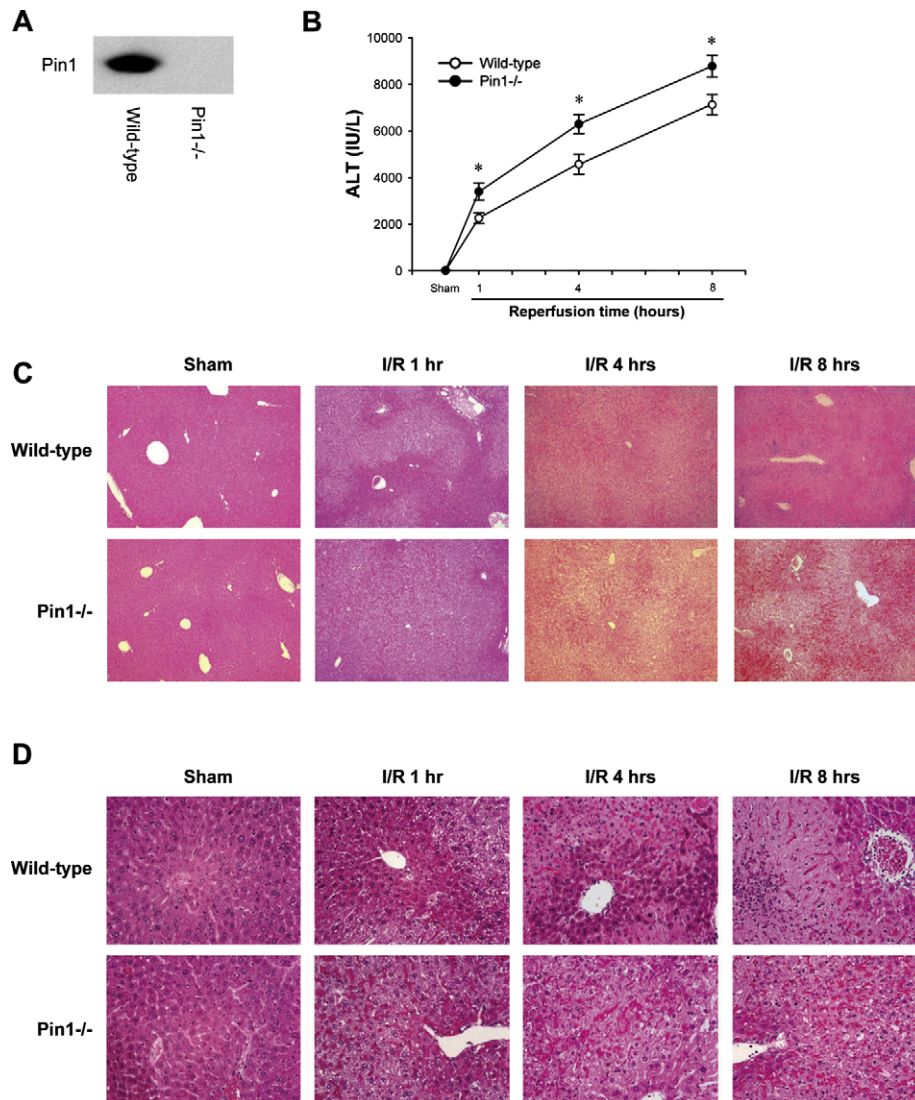 A
Pin1
Wild-type
Pin1-/-
B
10000
8000
6000
4000
2000
0
ALT (IU/L)
Wild-type
Pin1-/-
*
*
*
Sham
1
4
8
Reperfusion time (hours)
C
Sham
I/R 1 hr
I/R 4 hrs
I/R 8 hrs
Wild-type
Pin1-/-
D
Sham
I/R 1 hr
I/R 4 hrs
I/R 8 hrs
Wild-type
Pin1-/-